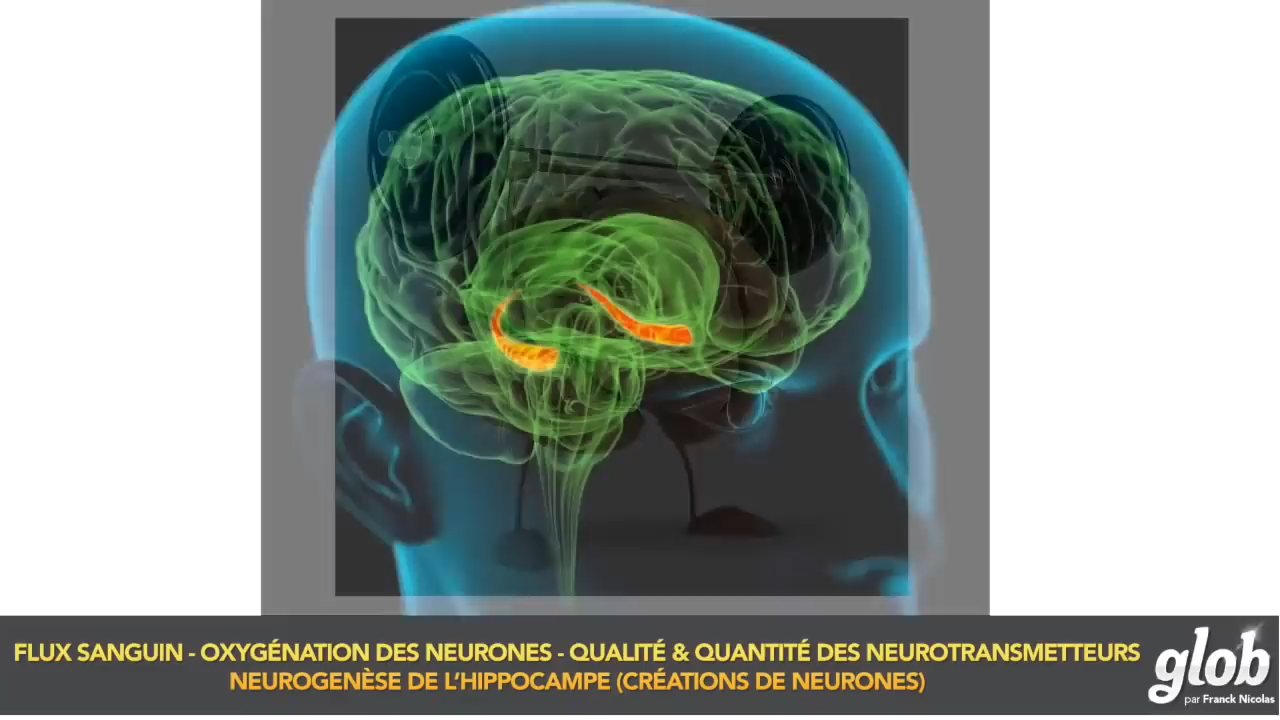 FLUX SANGUIN - OXYGÉNATION DES NEURONES - QUALITÉ & QUANTITÉ DES NEUROTRANSMETTEURS
NEUROGENÈSE DE L'HIPPOCAMPE (CRÉATIONS DE NEURONES)
glob
par Franck Nicolas